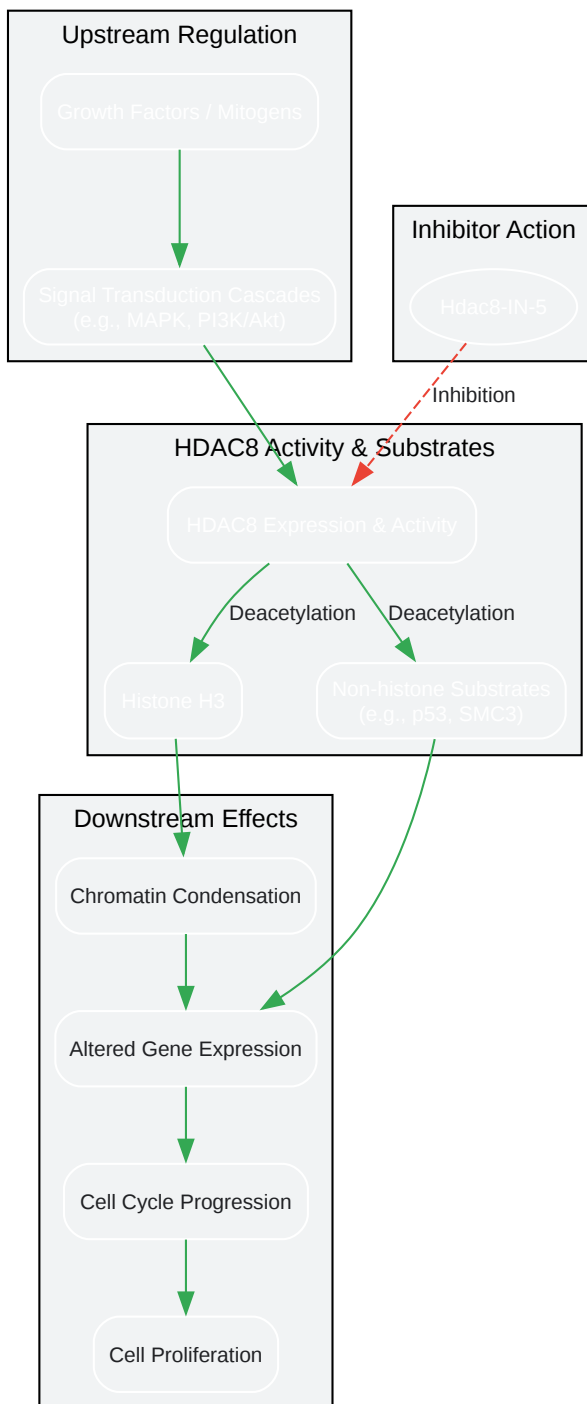 Upstream Regulation
Growth Factors / Mitogens
Signal Transduction Cascades
(e.g., MAPK, PI3K/Akt)
Inhibitor Action
Hdac8-IN-5
Inhibition
HDAC8 Activity & Substrates
HDAC8 Expression & Activity
Deacetylation
Deacetylation
Histone H3
Non-histone Substrates
(e.g., p53, SMC3)
Downstream Effects
Chromatin Condensation
Altered Gene Expression
Cell Cycle Progression
Cell Proliferation